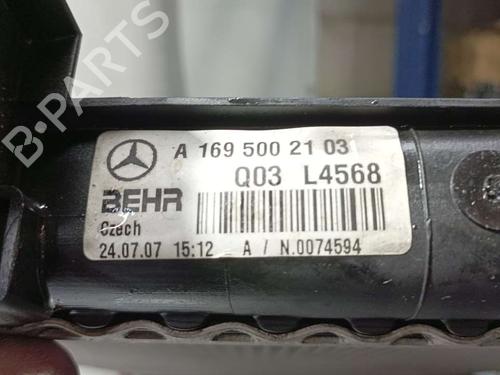 B-PARTS
A 169 500 21 03
Q03 L4568
BEHR
Czech
24.07.07 15:12 - A / N.0074594